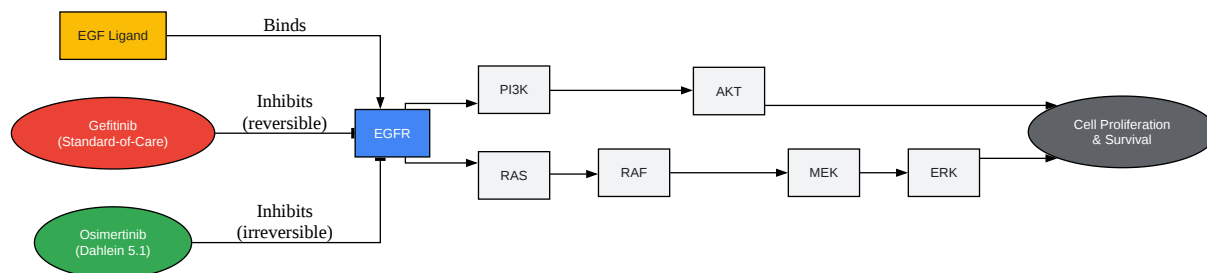 EGF Ligand
Binds
Gefitinib
(Standard-of-Care)
Inhibits
(reversible)
Osimertinib
(Dahlein 5.1)
Inhibits
(irreversible)
EGFR
PI3K
AKT
RAS
RAF
MEK
ERK
Cell Proliferation
& Survival